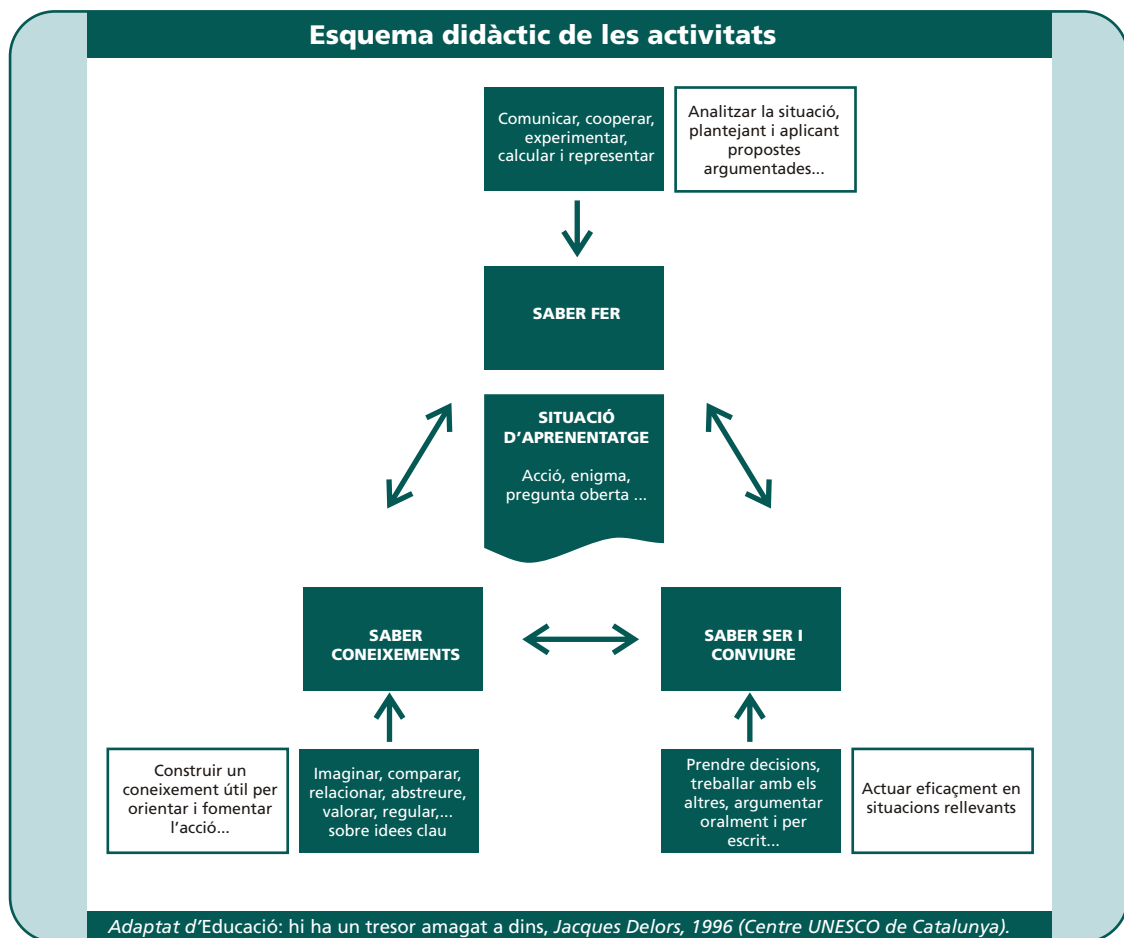 Esquema didàctic de les activitats
Comunicar, cooperar,
experimentar,
calcular i representar
Analitzar la situació,
plantejant i aplicant
propostes
argumentades...
SABER FER
SITUACIÓ
D'APRENENTATGE
Acció, enigma,
pregunta oberta ...
SABER
CONEIXEMENTS
SABER SER I
CONVIURE
Construir un
coneixement útil per
orientar i fomentar
l'acció...
Imaginar, comparar,
relacionar, abstreure,
valorar, regular,...
sobre idees clau
Prendre decisions,
treballar amb els
altres, argumentar
oralment i per
escrit...
Actuar eficaçment en
situacions rellevants
Adaptat d'Educació: hi ha un tresor amagat a dins, Jacques Delors, 1996 (Centre UNESCO de Catalunya).